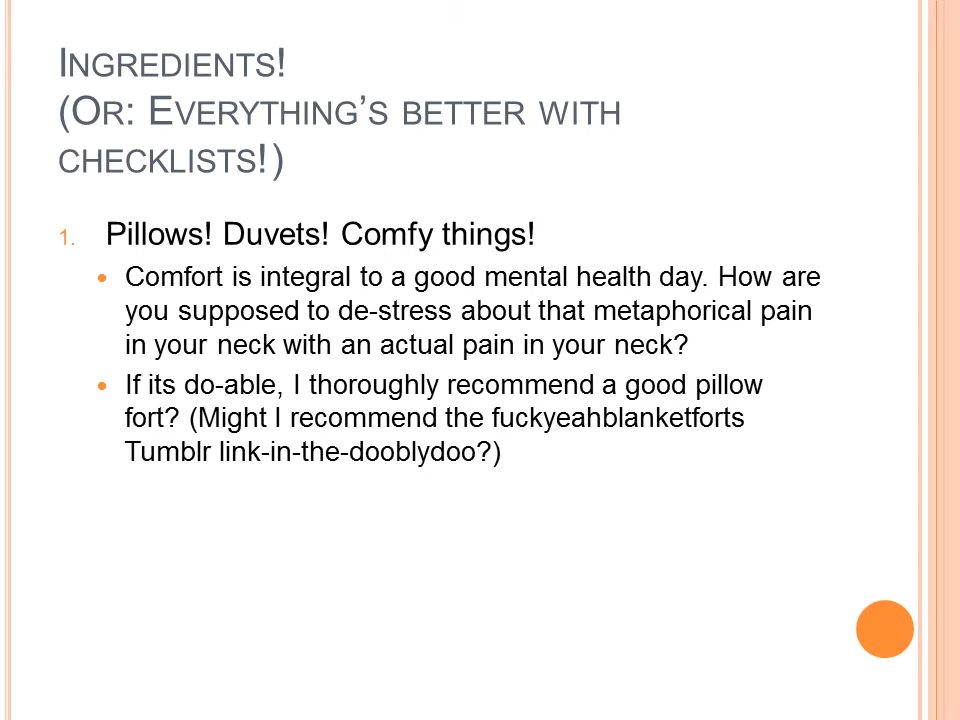 INGREDIENTS!
(OR: EVERYTHING’S BETTER WITH
CHECKLISTS!)
1. Pillows! Duvets! Comfy things!
• Comfort is integral to a good mental health day. How are
you supposed to de-stress about that metaphorical pain
in your neck with an actual pain in your neck?
• If its do-able, I thoroughly recommend a good pillow
fort? (Might I recommend the fuckyeahblanketforts
Tumblr link-in-the-dooblydoo?)